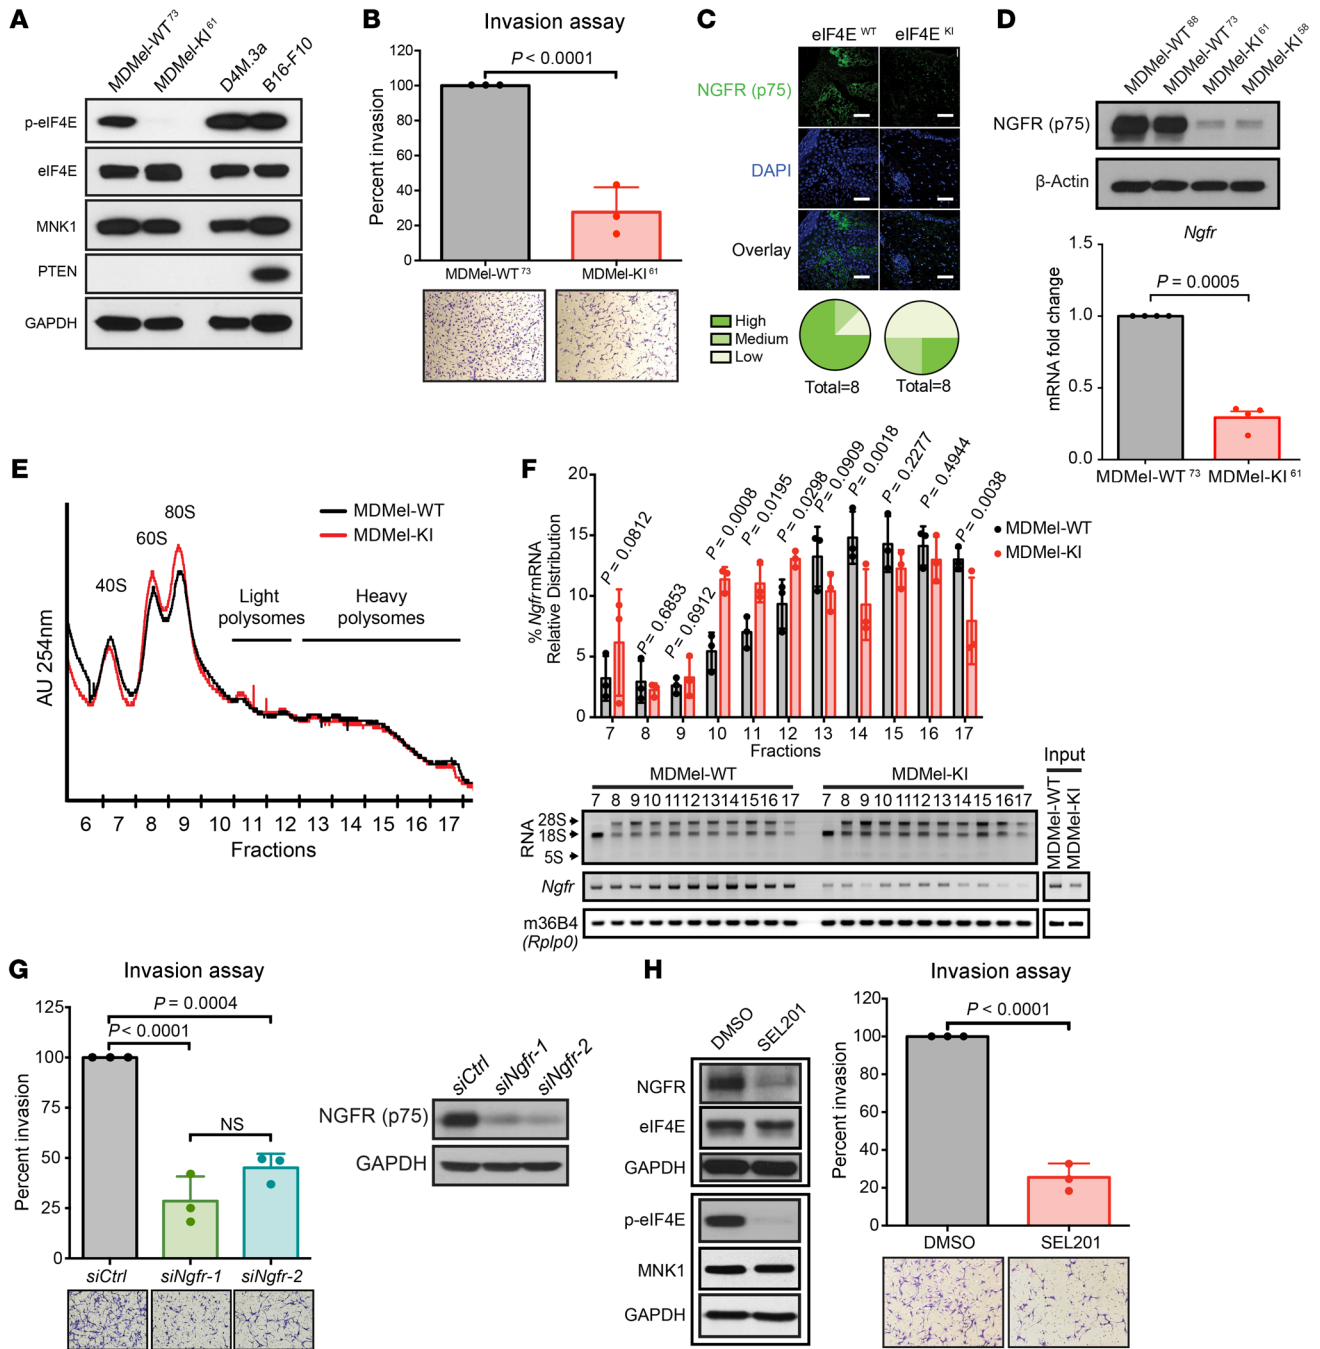 A
MDMel-WT73
MDMel-KI61
D4M.3a
B16-F10
p-eIF4E
eIF4E
MNK1
PTEN
GAPDH
B
Invasion assay
P < 0.0001
Percent invasion
120
100
80
60
40
20
0
MDMel-WT73 MDMel-KI61
C
eIF4E WT eIF4E KI
NGFR (p75)
DAPI
Overlay
High
Medium
Low
Total=8 Total=8
D
MDMel-WT88
MDMel-WT73
MDMel-KI61
MDMel-KI58
NGFR (p75)
β-Actin
Ngfr
P = 0.0005
mRNA fold change
1.5
1.0
0.5
0.0
MDMel-WT73 MDMel-KI61
E
MDMel-WT
MDMel-KI
40S
60S
80S
Light polysomes
Heavy polysomes
AU 254nm
6 7 8 9 10 11 12 13 14 15 16 17
Fractions
F
% Ngfr mRNA
Relative Distribution
20
15
10
5
0
P = 0.0812
P = 0.6853
P = 0.6912
P = 0.0008
P = 0.0195
P = 0.0298
P = 0.0909
P = 0.0018
P = 0.2277
P = 0.4944
P = 0.0038
MDMel-WT
MDMel-KI
7 8 9 10 11 12 13 14 15 16 17
Fractions
MDMel-WT MDMel-KI Input
7 8 9 10 11 12 13 14 15 16 17 7 8 9 10 11 12 13 14 15 16 17
MDMel-WT
MDMel-KI
RNA
28S
18S
5S
Ngfr
m36B4
(Rplp0)
G
Invasion assay
P = 0.0004
P < 0.0001
NS
Percent invasion
125
100
75
50
25
0
siCtrl siNgfr-1 siNgfr-2
siCtrl
siNgfr-1
siNgfr-2
NGFR (p75)
GAPDH
H
DMSO
SEL201
NGFR
eIF4E
GAPDH
p-eIF4E
MNK1
GAPDH
Invasion assay
P < 0.0001
Percent invasion
120
100
80
60
40
20
0
DMSO SEL201